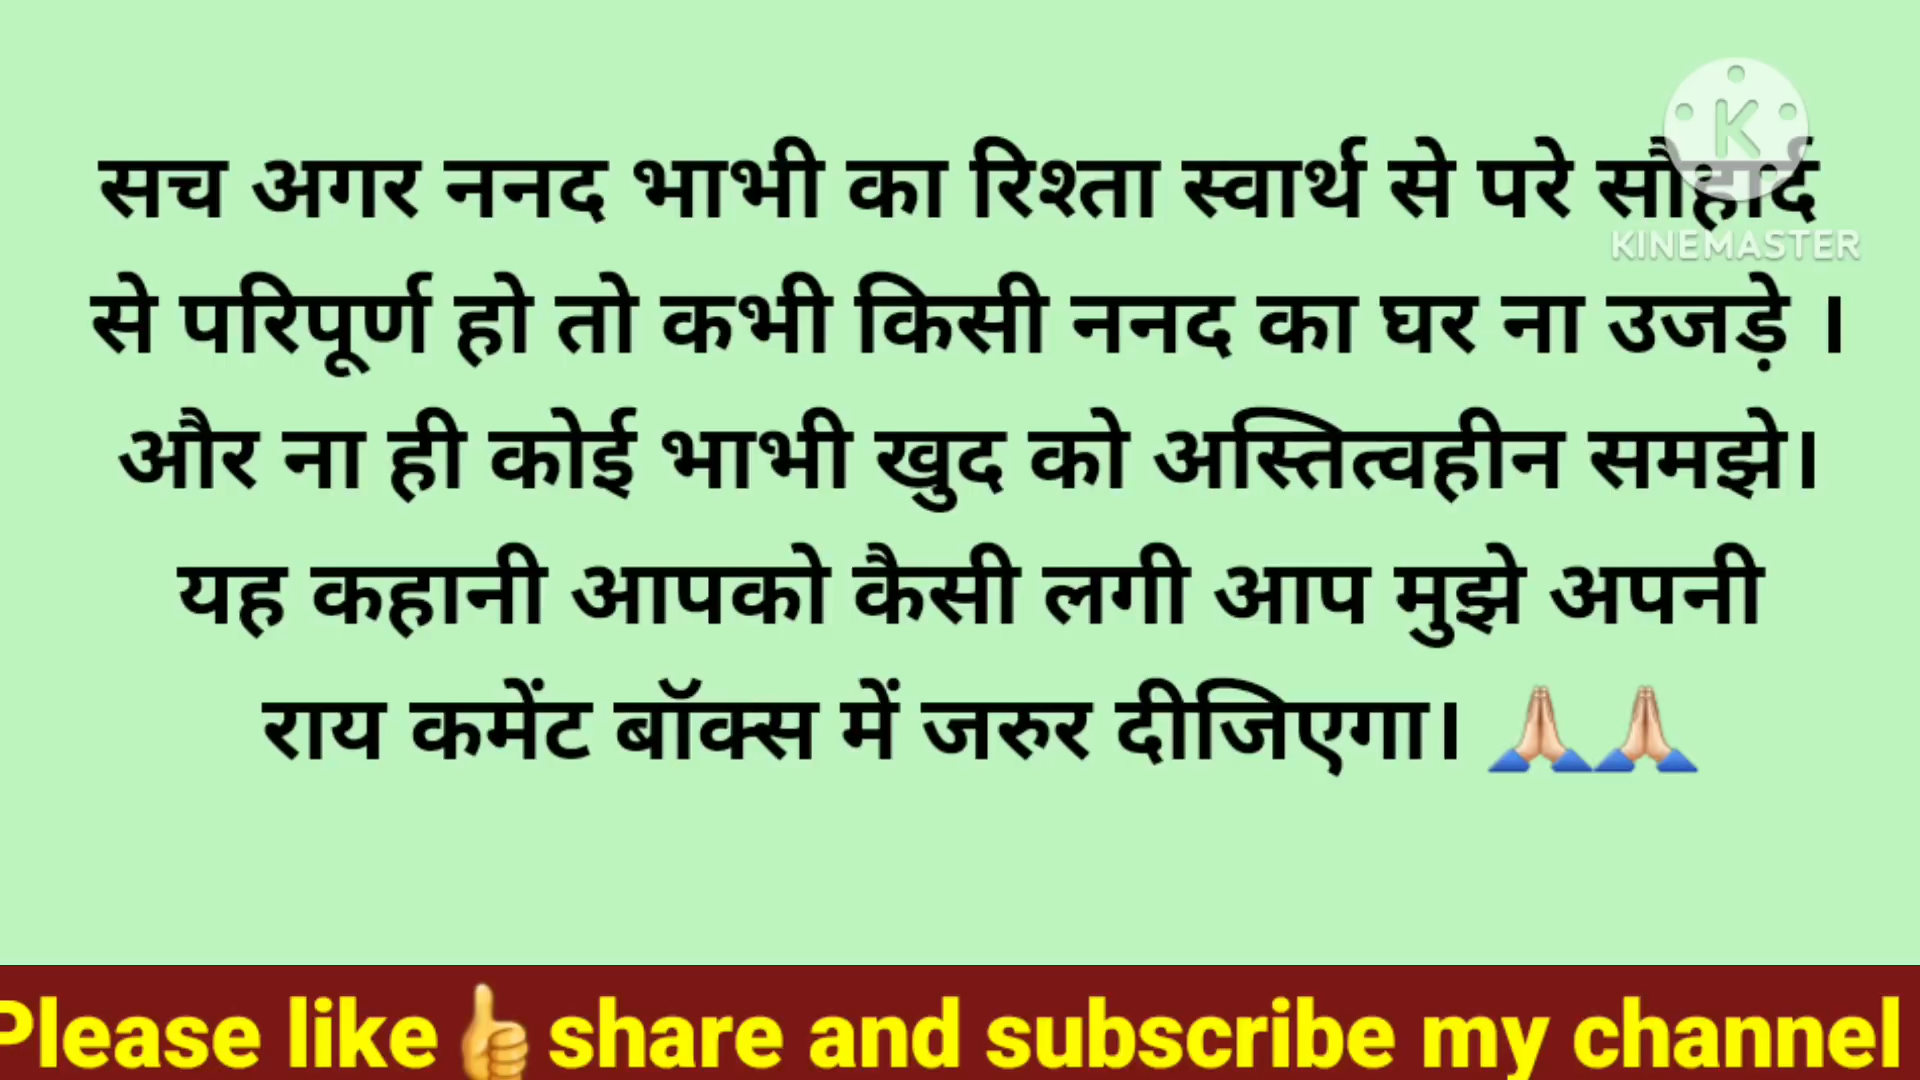 सच अगर ननद भाभी का रिश्ता स्वार्थ से परे सौहार्द
से परिपूर्ण हो तो कभी किसी ननद का घर ना उजड़े ।
और ना ही कोई भाभी खुद को अस्तित्वहीन समझे।
यह कहानी आपको कैसी लगी आप मुझे अपनी
राय कमेंट बॉक्स में जरुर दीजिएगा। 🙏🏻🙏🏻
K
KINEMASTER
Please like👍share and subscribe my channel